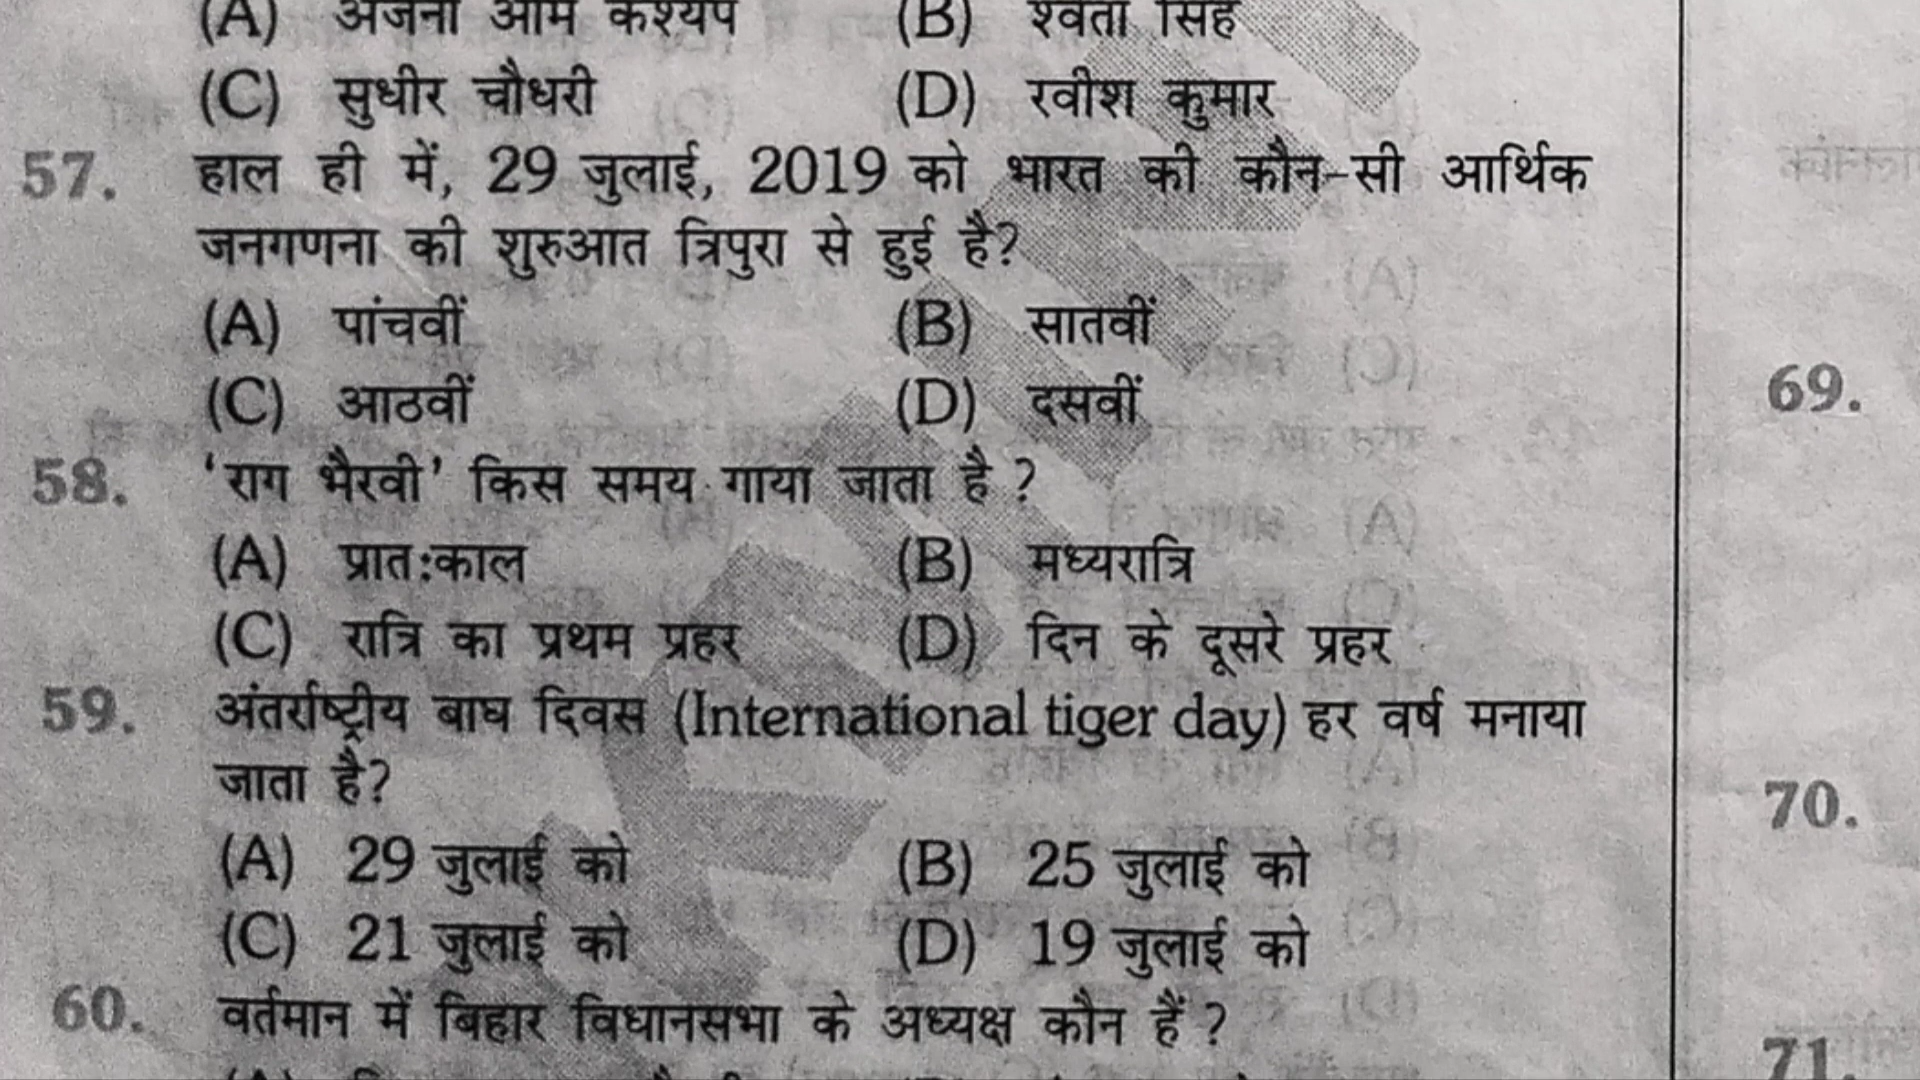 (A) अंजना ओम कश्यप (B) श्वेता सिंह
(C) सुधीर चौधरी (D) रवीश कुमार
57. हाल ही में, 29 जुलाई, 2019 को भारत की कौन-सी आर्थिक
जनगणना की शुरुआत त्रिपुरा से हुई है?
(A) पांचवीं (B) सातवीं
(C) आठवीं (D) दसवीं
58. 'राग भैरवी' किस समय गाया जाता है ?
(A) प्रात:काल (B) मध्यरात्रि
(C) रात्रि का प्रथम प्रहर (D) दिन के दूसरे प्रहर
59. अंतर्राष्ट्रीय बाघ दिवस (International tiger day) हर वर्ष मनाया
जाता है?
(A) 29 जुलाई को (B) 25 जुलाई को
(C) 21 जुलाई को (D) 19 जुलाई को
60. वर्तमान में बिहार विधानसभा के अध्यक्ष कौन हैं ?
69.
70.
71.